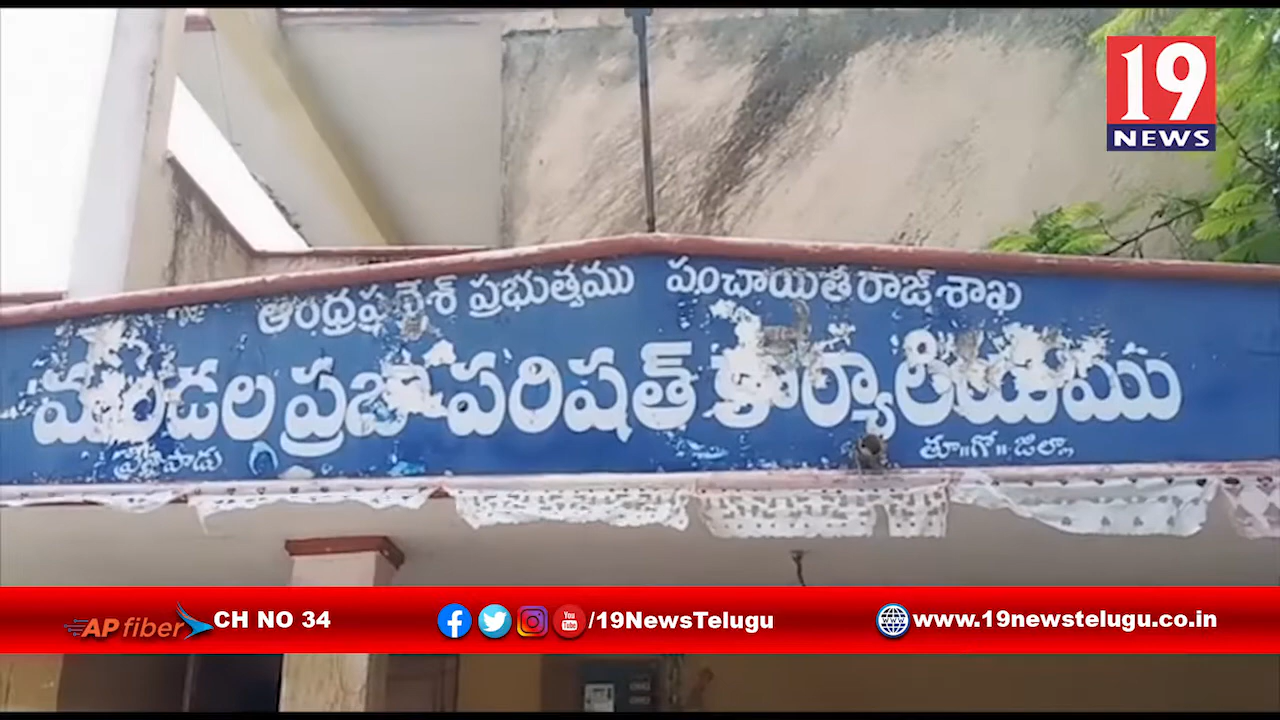 19
NEWS
ఆంధ్రప్రదేశ్ ప్రభుత్వము పంచాయితీ రాజ్ శాఖ
మండల ప్రజా పరిషత్ కార్యాలయము
ప్రత్తిపాడు తూ॥గో॥ జిల్లా
AP fiber CH NO 34 /19NewsTelugu www.19newstelugu.co.in